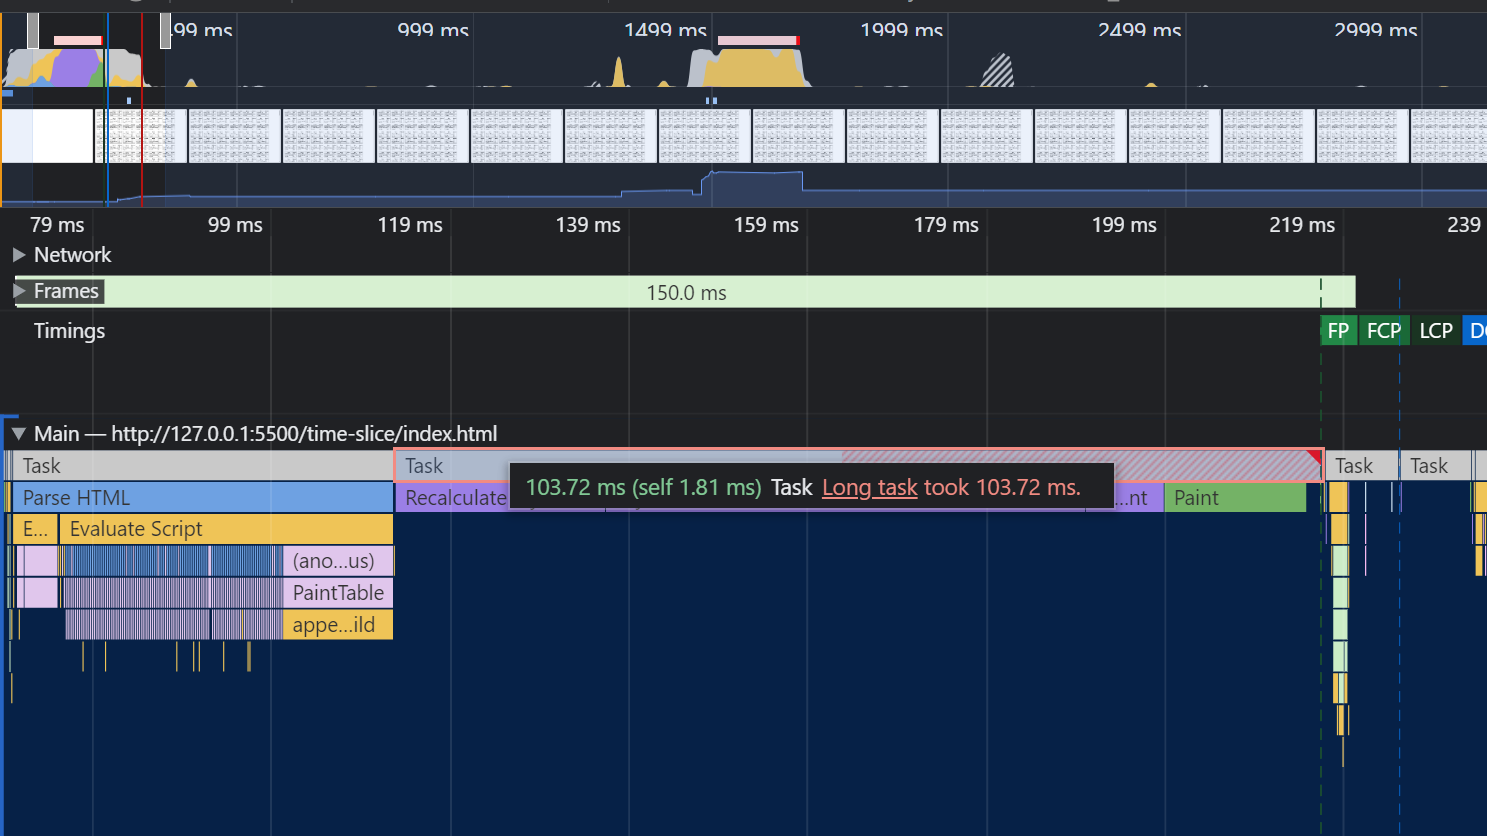 499 ms 999 ms 1499 ms 1999 ms 2499 ms 2999 ms
79 ms 99 ms 119 ms 139 ms 159 ms 179 ms 199 ms 219 ms 239
Network
Frames 150.0 ms
Timings FP FCP LCP
Main — http://127.0.0.1:5500/time-slice/index.html
Task Task Task Task
103.72 ms (self 1.81 ms) Task Long task took 103.72 ms.
Parse HTML Recalculate ...nt Paint
E... Evaluate Script
(ano...us)
PaintTable
appe...ild